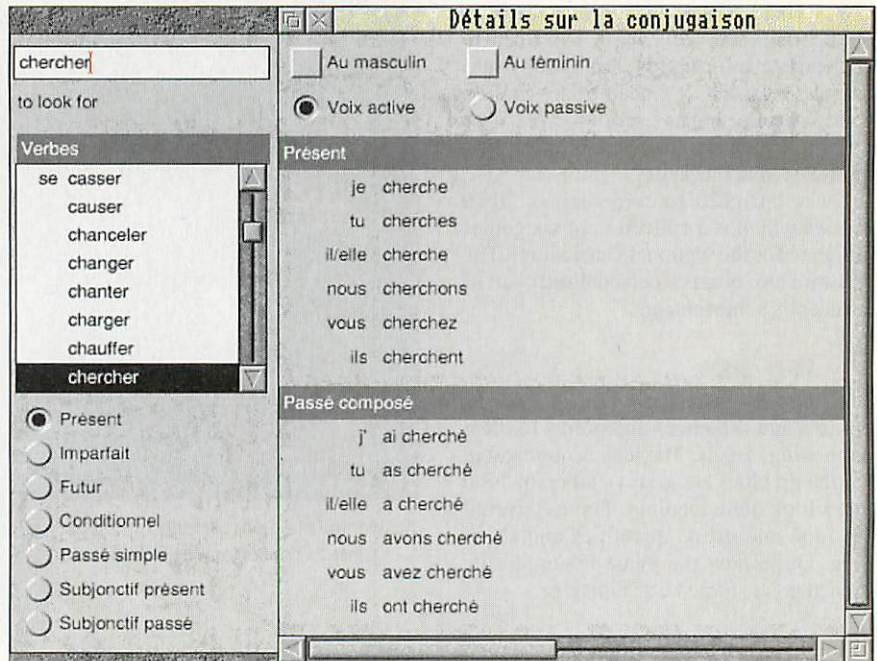 Détails sur la conjugaison
chercher
to look for
Verbes
se casser
causer
chanceler
changer
chanter
charger
chauffer
chercher
Présent
Imparfait
Futur
Conditionnel
Passé simple
Subjonctif présent
Subjonctif passé
Au masculin Au féminin
Voix active Voix passive
Présent
je cherche
tu cherches
il/elle cherche
nous cherchons
vous cherchez
ils cherchent
Passé composé
j' ai cherché
tu as cherché
il/elle a cherché
nous avons cherché
vous avez cherché
ils ont cherché